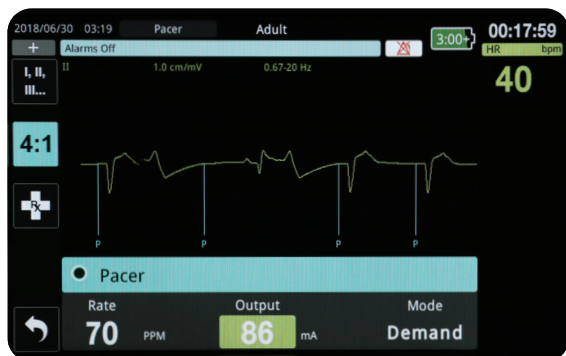 2018/06/30 03:19 Pacer Adult 3:00+ 00:17:59
+ Alarms Off HR bpm
I, II, III... II 1.0 cm/mV 0.67-20 Hz 40
4:1
Rx
P P P P
Pacer
Rate Output Mode
70 PPM 86 mA Demand